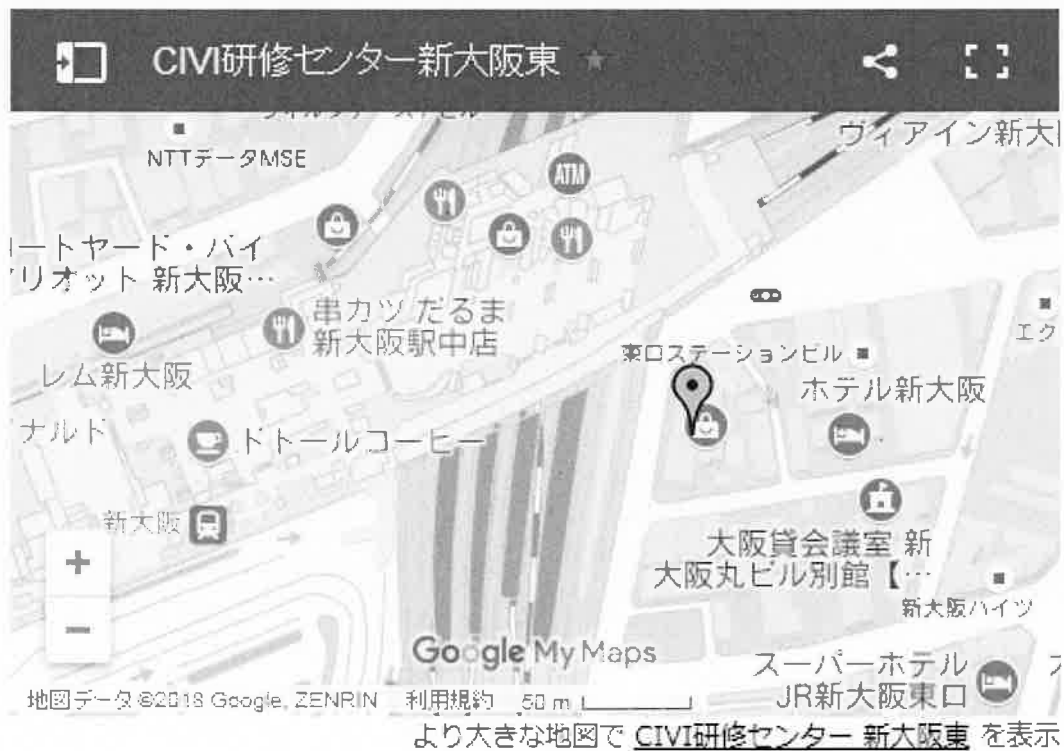 CIVI研修センター新大阪東
NTTデータMSE
ヴィアイン新大
ートヤード・バイ
リオット 新大阪…
ATM
串カツ だるま
新大阪駅中店
レム新大阪
東口ステーションビル
エク
ホテル新大阪
ナルド
ドトールコーヒー
新大阪
大阪貸会議室 新
大阪丸ビル別館【…
新大阪ハイツ
+
−
Google My Maps
スーパーホテル
JR新大阪東口
地図データ ©2018 Google, ZENRIN 利用規約 50 m
より大きな地図で CIVI研修センター 新大阪東 を表示